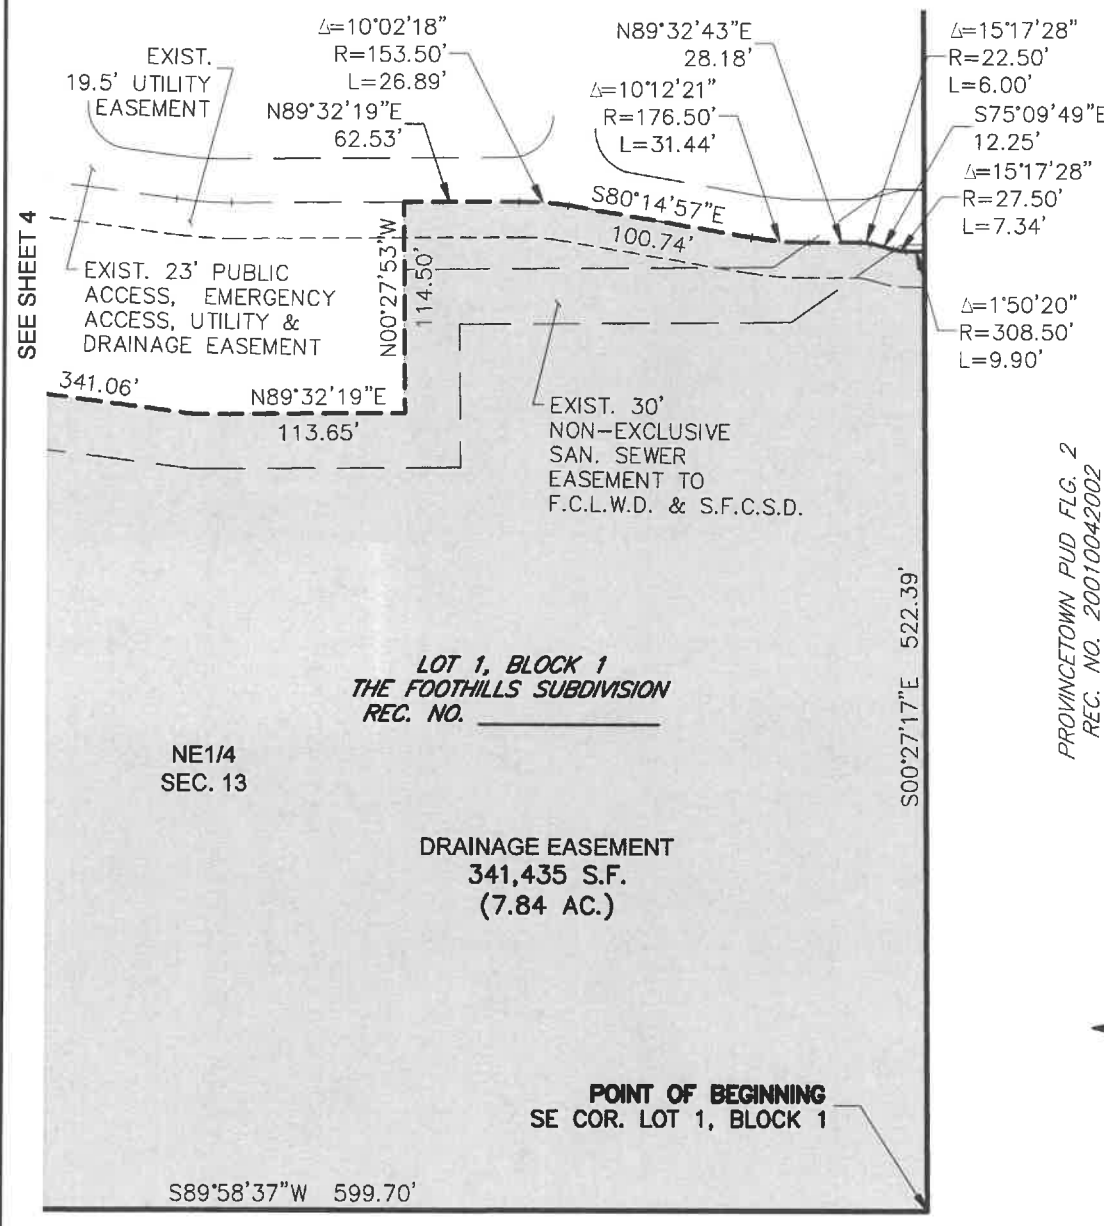 Δ=10°02'18"
R=153.50'
L=26.89'
N89°32'43"E
28.18'
Δ=15°17'28"
R=22.50'
L=6.00'
EXIST.
19.5' UTILITY
EASEMENT
N89°32'19"E
62.53'
Δ=10°12'21"
R=176.50'
L=31.44'
S75°09'49"E
12.25'
Δ=15°17'28"
R=27.50'
L=7.34'
S80°14'57"E
100.74'
SEE SHEET 4
N00°27'53"W
114.50'
EXIST. 23' PUBLIC
ACCESS, EMERGENCY
ACCESS, UTILITY &
DRAINAGE EASEMENT
Δ=1°50'20"
R=308.50'
L=9.90'
341.06'
N89°32'19"E
113.65'
EXIST. 30'
NON-EXCLUSIVE
SAN. SEWER
EASEMENT TO
F.C.L.W.D. & S.F.C.S.D.
PROVINCETOWN PUD FLG. 2
REC. NO. 20010042002
S00°27'17"E 522.39'
LOT 1, BLOCK 1
THE FOOTHILLS SUBDIVISION
REC. NO. ____________
NE1/4
SEC. 13
DRAINAGE EASEMENT
341,435 S.F.
(7.84 AC.)
POINT OF BEGINNING
SE COR. LOT 1, BLOCK 1
S89°58'37"W 599.70'